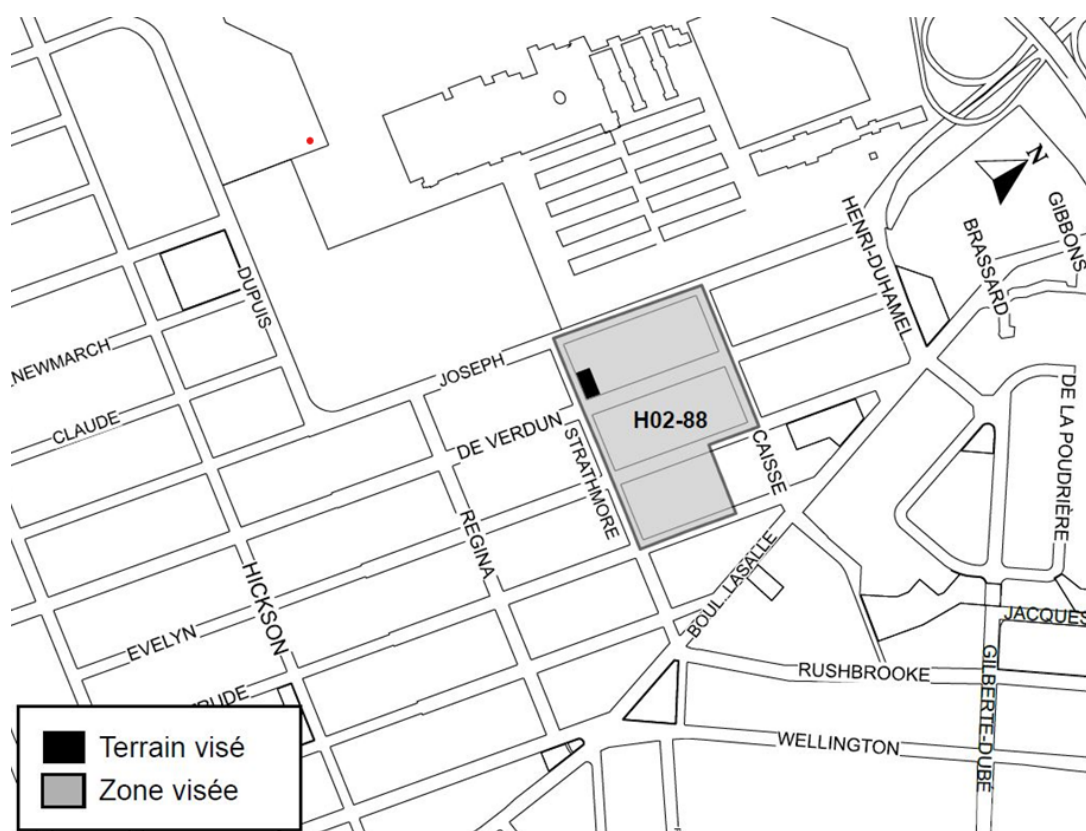 N
GIBBONS
BRASSARD
HENRI-DUHAMEL
DUPUIS
NEWMARCH
JOSEPH
CLAUDE
DE VERDUN
STRATHMORE
H02-88
CAISSE
DE LA POUDRIÈRE
REGINA
HICKSON
BOUL. LASALLE
EVELYN
JACQUES
RUSHBROOKE
GILBERTE-DUBÉ
WELLINGTON
Terrain visé
Zone visée